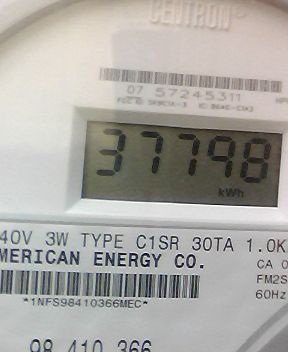 CENTRON
07 57245311
37798
kWh
40V 3W TYPE C1SR 30TA 1.0K
MERICAN ENERGY CO.
CA 0
FM2S
60Hz
*1NFS98410366MEC*
98 410 366